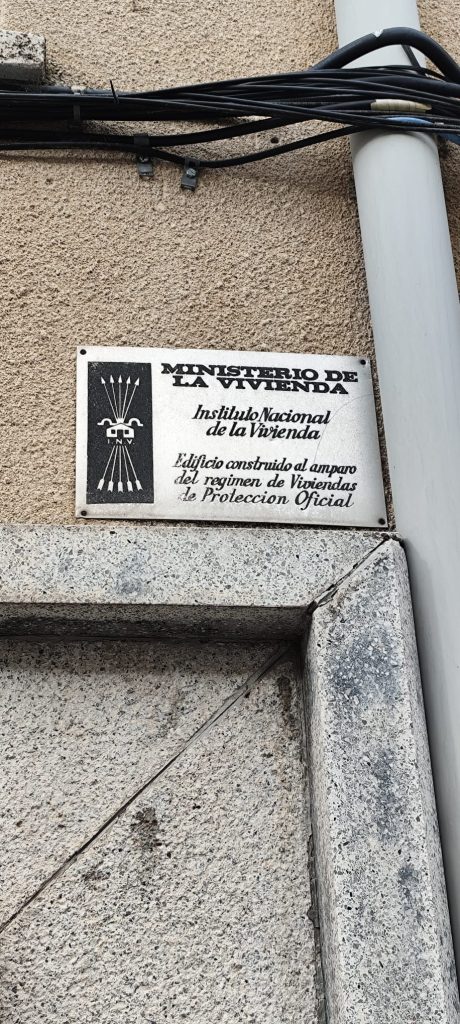 MINISTERIO DE
LA VIVIENDA
Instituto Nacional
de la Vivienda
Edificio construido al amparo
del regimen de Viviendas
de Proteccion Oficial
I.N.V.